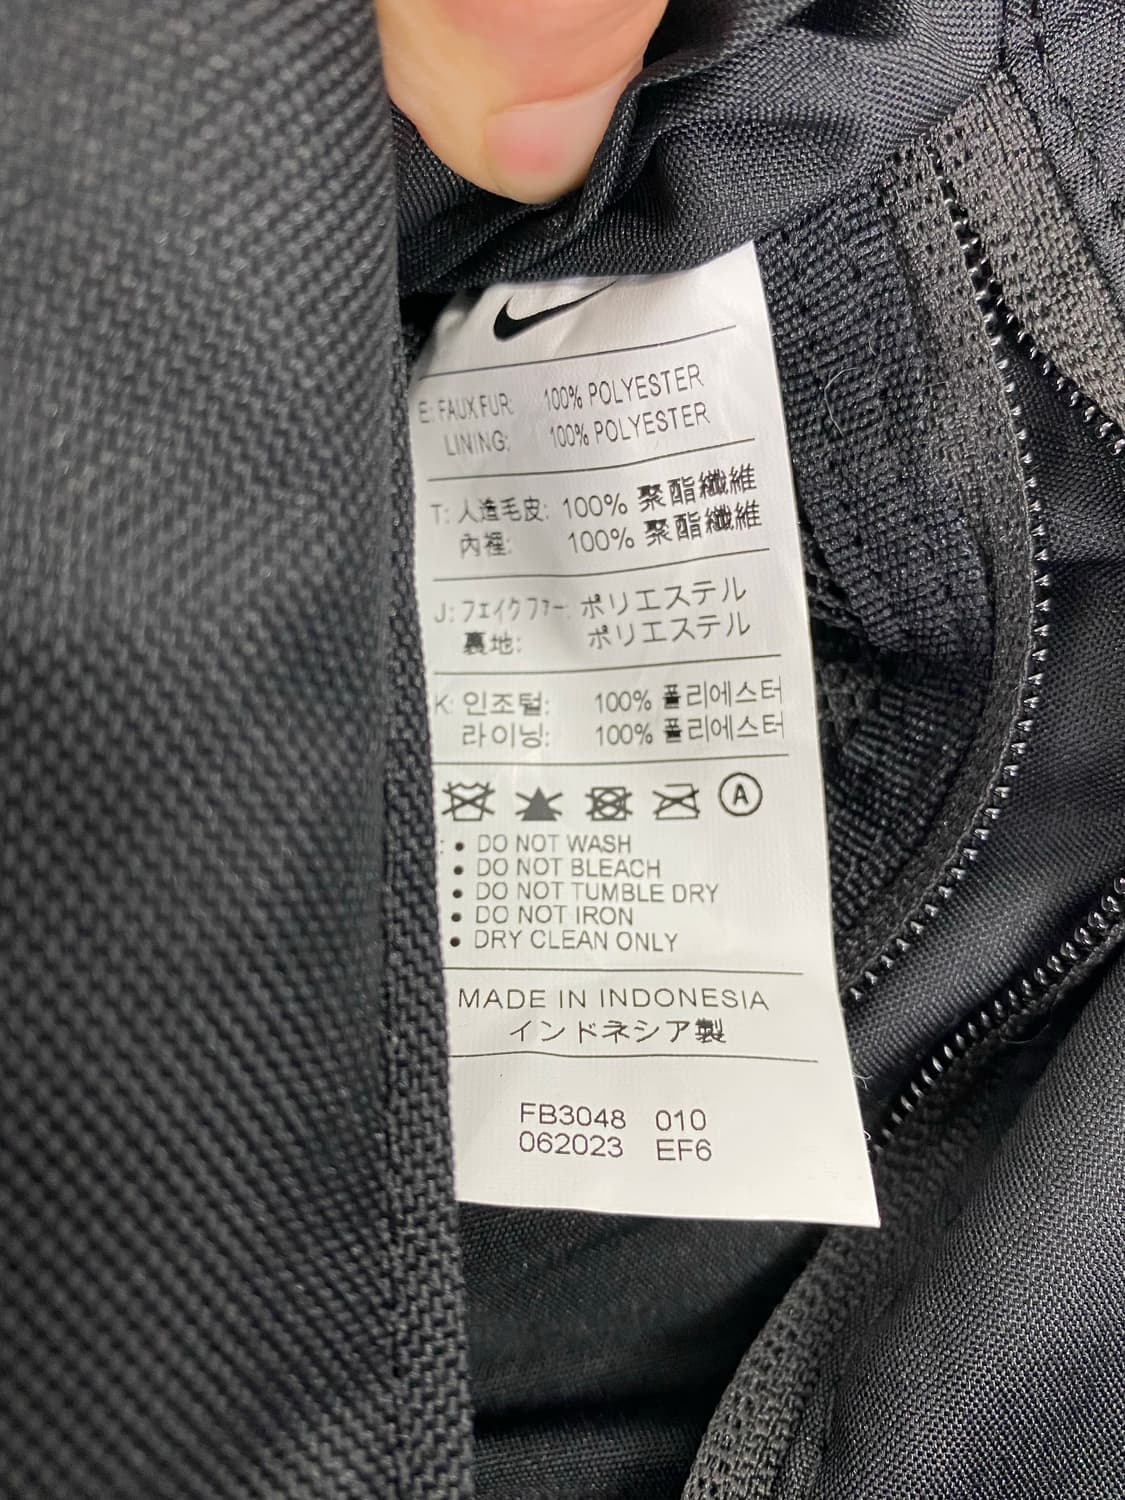 E: FAUX FUR: 100% POLYESTER
LINING: 100% POLYESTER
T: 人造毛皮: 100% 聚酯纖維
內裡: 100% 聚酯纖維
J: フェイクファー: ポリエステル
裏地: ポリエステル
K: 인조털: 100% 폴리에스터
라이닝: 100% 폴리에스터
A
• DO NOT WASH
• DO NOT BLEACH
• DO NOT TUMBLE DRY
• DO NOT IRON
• DRY CLEAN ONLY
MADE IN INDONESIA
インドネシア製
FB3048 010
062023 EF6